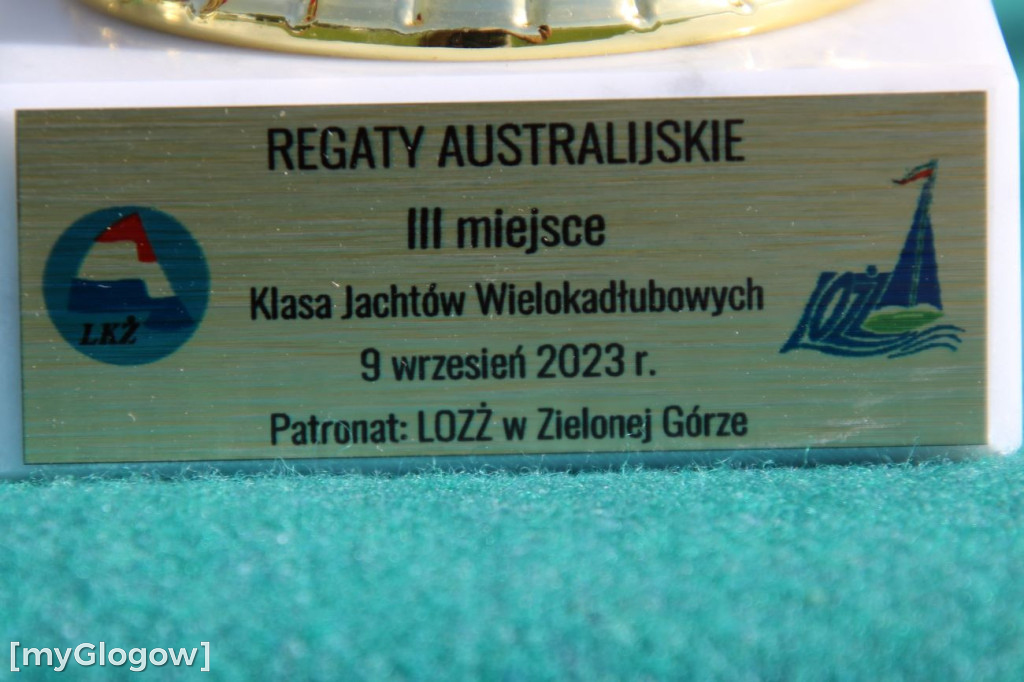 REGATY AUSTRALIJSKIE
III miejsce
Klasa Jachtów Wielokadłubowych
9 wrzesień 2023 r.
Patronat: LOZŻ w Zielonej Górze
LKŻ
LOZŻ
[myGlogow]